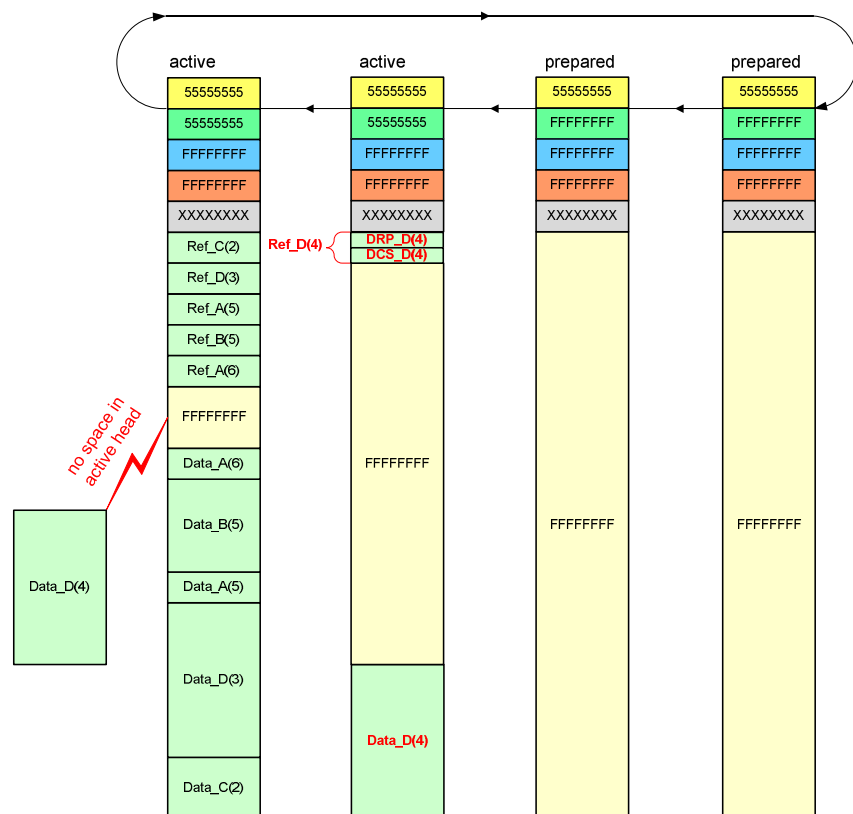 active
active
prepared
prepared
55555555
55555555
55555555
55555555
55555555
55555555
FFFFFFFF
FFFFFFFF
FFFFFFFF
FFFFFFFF
FFFFFFFF
FFFFFFFF
FFFFFFFF
FFFFFFFF
FFFFFFFF
FFFFFFFF
XXXXXXXX
XXXXXXXX
XXXXXXXX
XXXXXXXX
Ref_C(2)
Ref_D(4)
DRP_D(4)
DCS_D(4)
Ref_D(3)
Ref_A(5)
Ref_B(5)
Ref_A(6)
no space in
active head
FFFFFFFF
Data_A(6)
FFFFFFFF
Data_B(5)
FFFFFFFF
FFFFFFFF
Data_D(4)
Data_A(5)
Data_D(3)
Data_D(4)
Data_C(2)